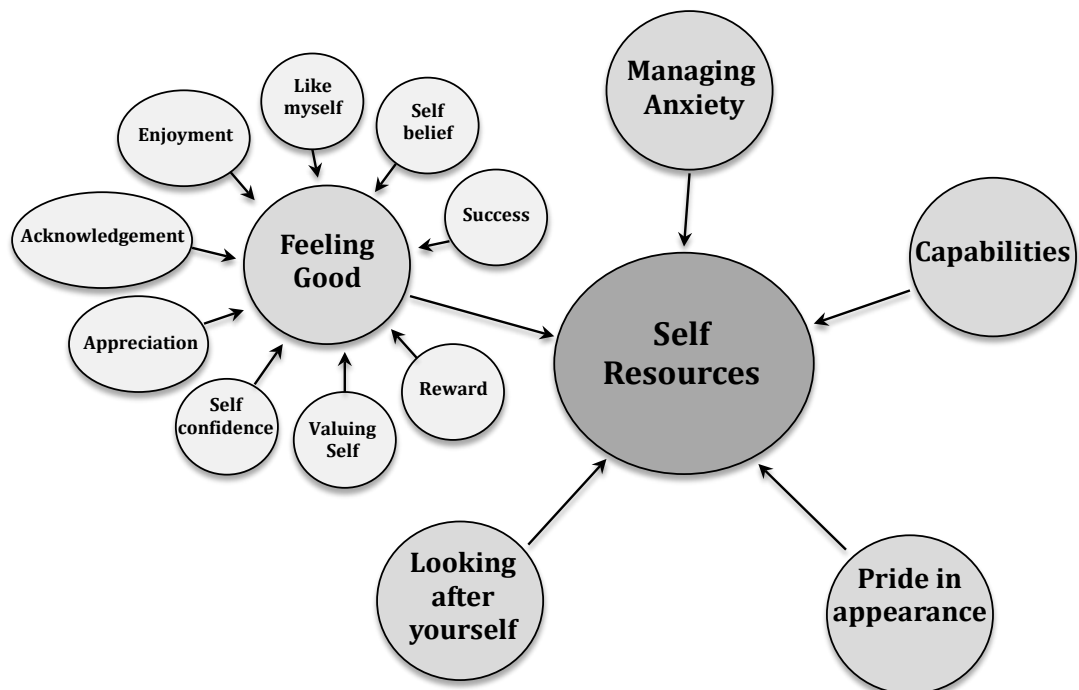 Managing
Anxiety
Like
myself
Self
belief
Enjoyment
Success
Acknowledgement
Feeling
Good
Capabilities
Appreciation
Self
Resources
Reward
Self
confidence
Valuing
Self
Looking
after
yourself
Pride in
appearance